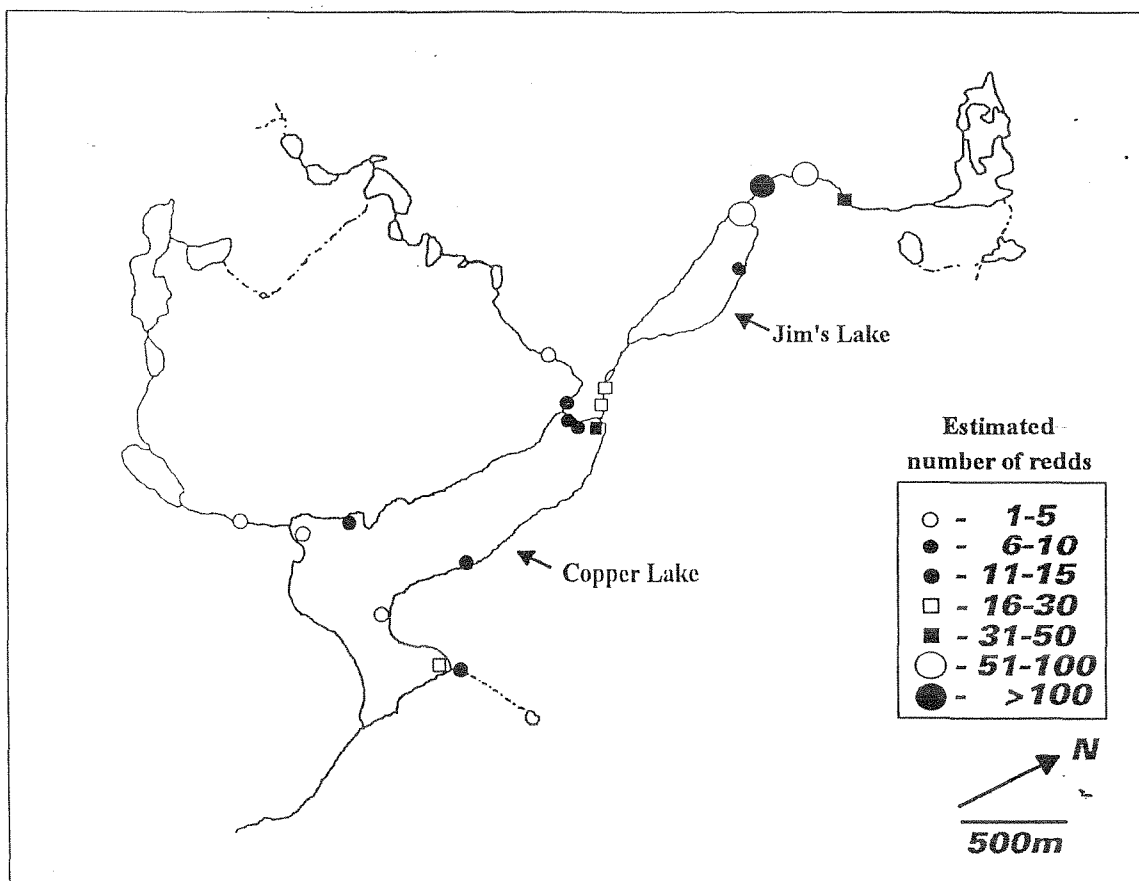 Jim's Lake
Copper Lake
Estimated
number of redds
- 1-5
- 6-10
- 11-15
- 16-30
- 31-50
- 51-100
- >100
N
500m